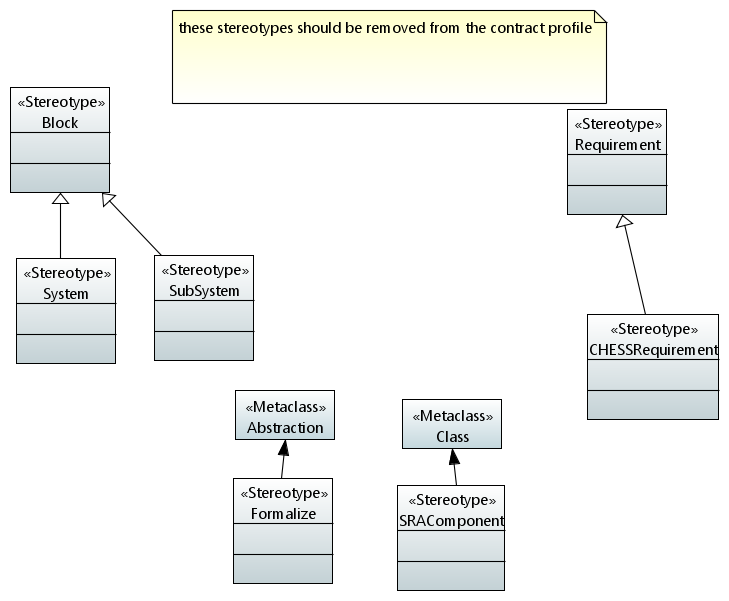 these stereotypes should be removed from the contract profile
«Stereotype»
Block
«Stereotype»
Requirement
«Stereotype»
System
«Stereotype»
SubSystem
«Stereotype»
CHESSRequirement
«Metaclass»
Abstraction
«Metaclass»
Class
«Stereotype»
Formalize
«Stereotype»
SRAComponent